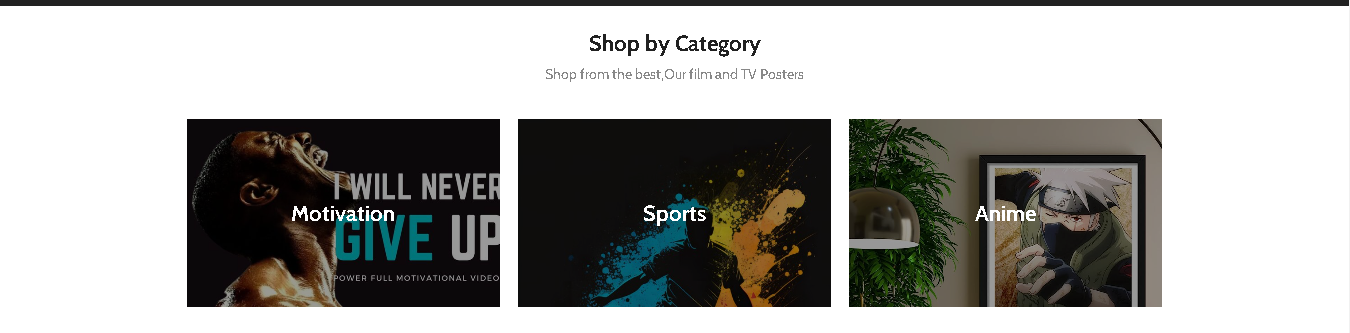 Shop by Category
Shop from the best,Our film and TV Posters
I WILL NEVER
Motivation
GIVE UP
POWER FULL MOTIVATIONAL VIDEO
Sports
Anime